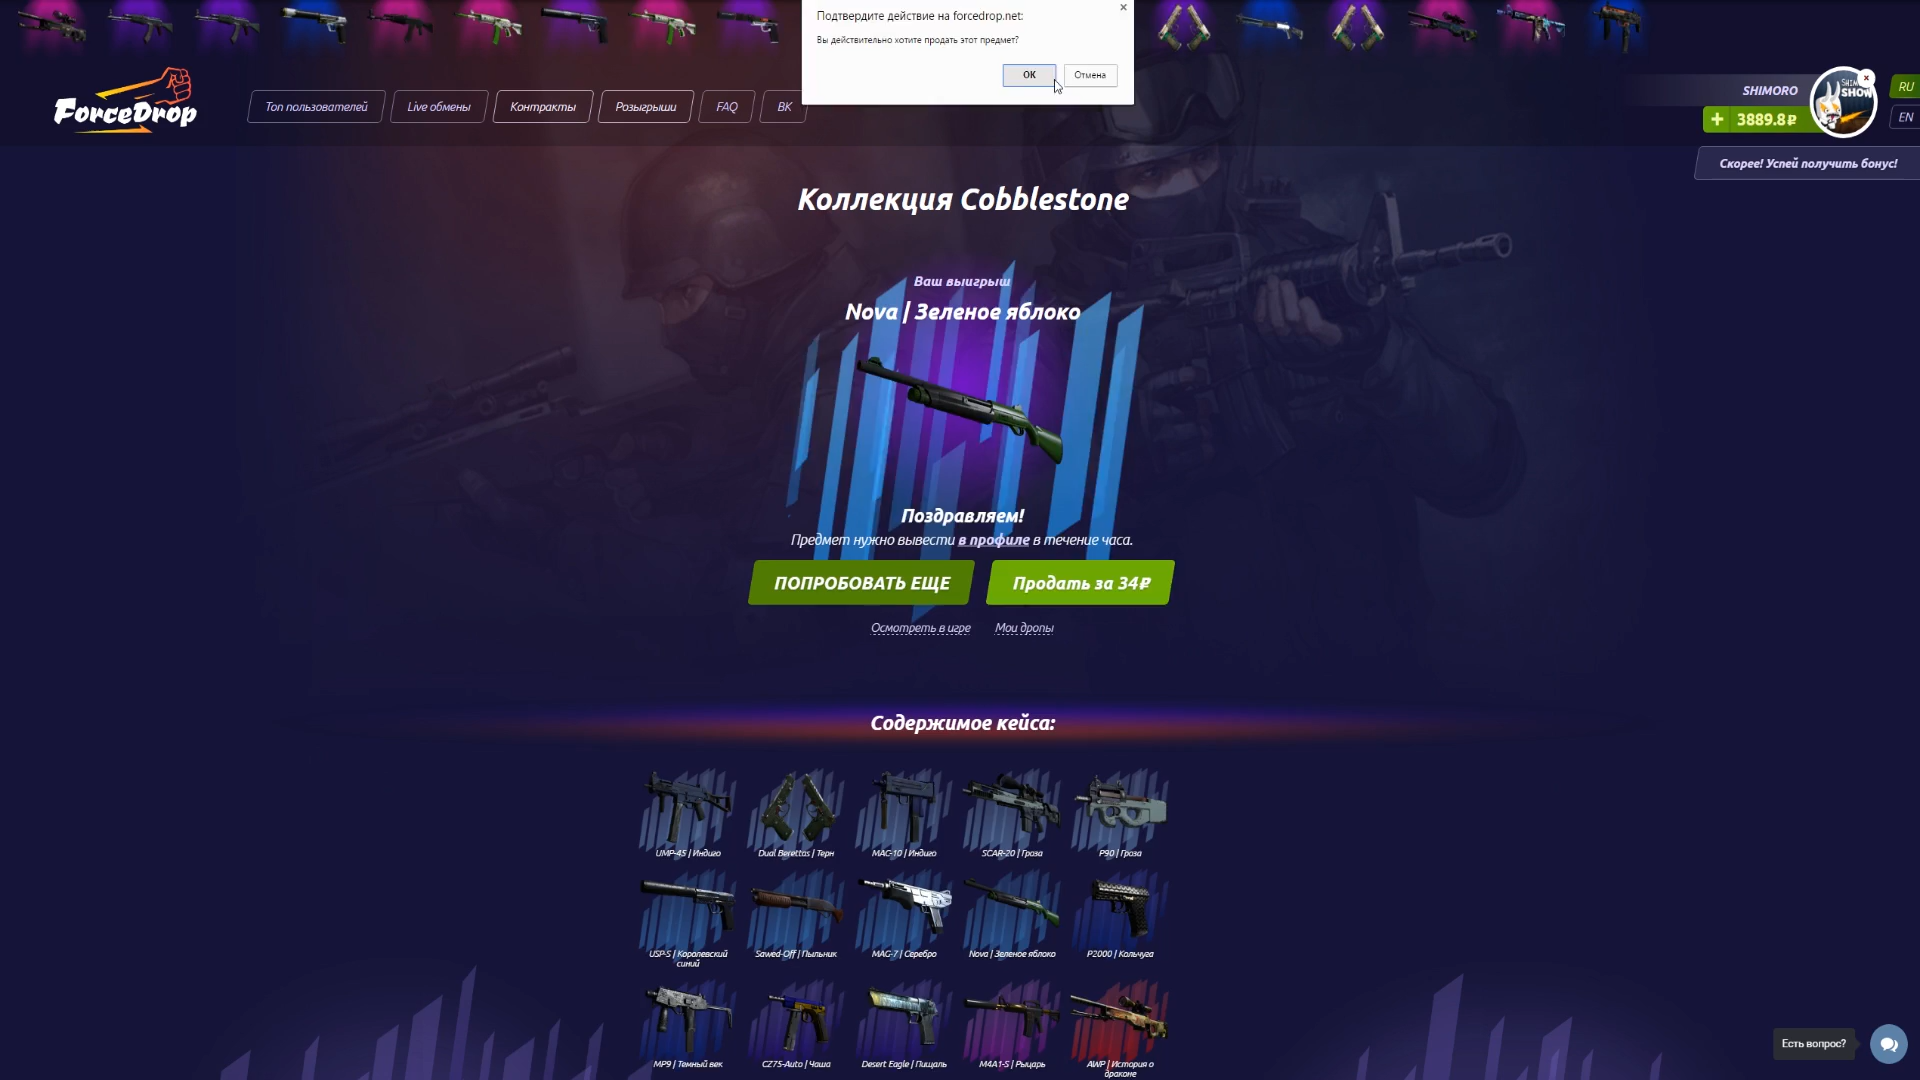 Подтвердите действие на forcedrop.net:
Вы действительно хотите продать этот предмет?
ОК
Отмена
ForceDrop
Топ пользователей
Live обмены
Контракты
Розыгрыши
FAQ
ВК
SHIMORO
+ 3889.8₽
SHOW
RU
EN
Скорее! Успей получить бонус!
Коллекция Cobblestone
Ваш выигрыш
Nova | Зеленое яблоко
Поздравляем!
Предмет нужно вывести в профиле в течение часа.
ПОПРОБОВАТЬ ЕЩЕ
Продать за 34₽
Осмотреть в игре
Мои дропы
Содержимое кейса:
UMP-45 | Индиго
Dual Berettas | Терн
MAC-10 | Индиго
SCAR-20 | Гроза
P90 | Гроза
USP-S | Королевский
синий
Sawed-Off | Пыльник
MAG-7 | Серебро
Nova | Зеленое яблоко
P2000 | Кольчуга
MP9 | Темный век
CZ75-Auto | Чаша
Desert Eagle | Пищаль
M4A1-S | Рыцарь
AWP | История о
драконе
Есть вопрос?